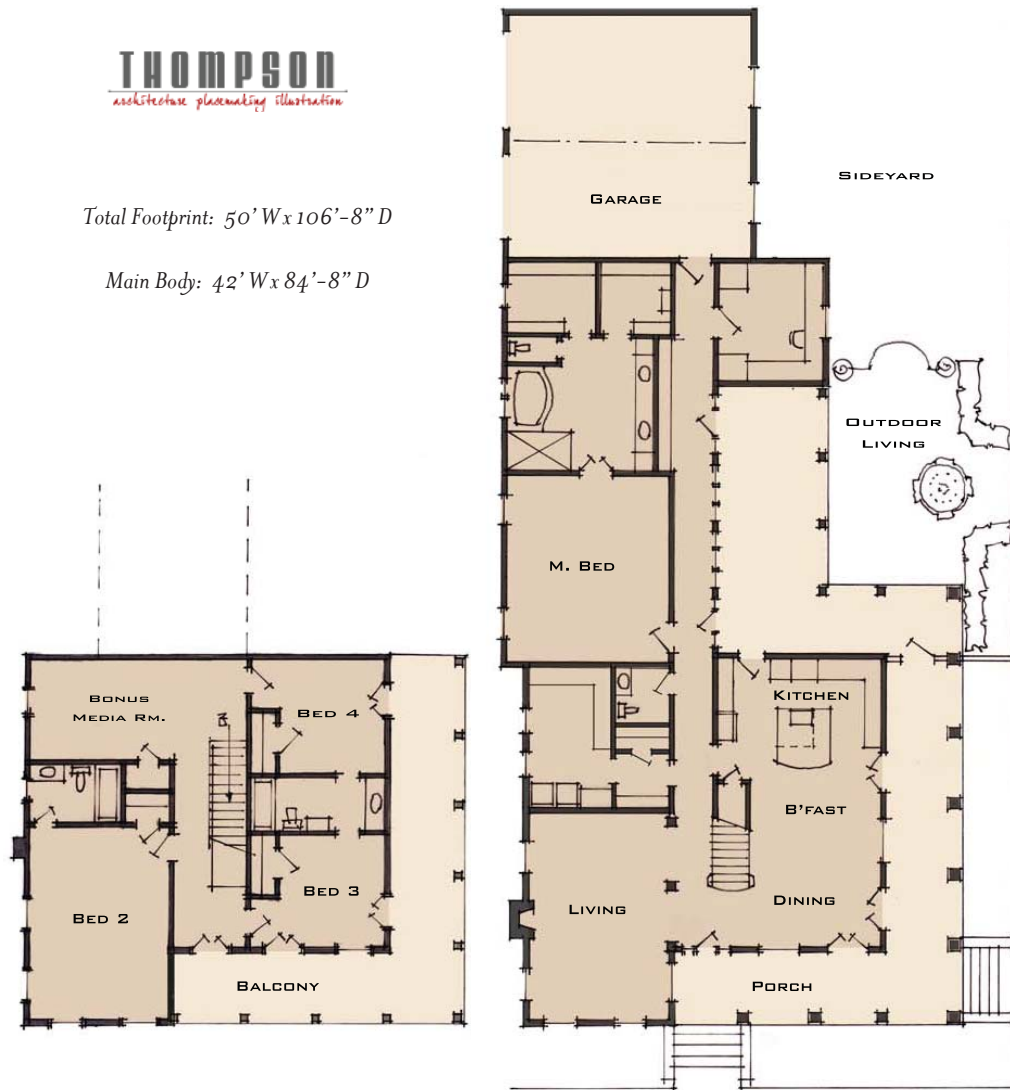 THOMPSON
architecture placemaking illustration
Total Footprint: 50' W x 106'-8" D
Main Body: 42' W x 84'-8" D
GARAGE
SIDEYARD
OUTDOOR
LIVING
M. BED
KITCHEN
B'FAST
DINING
LIVING
PORCH
BONUS
MEDIA RM.
BED 4
BED 3
BED 2
BALCONY